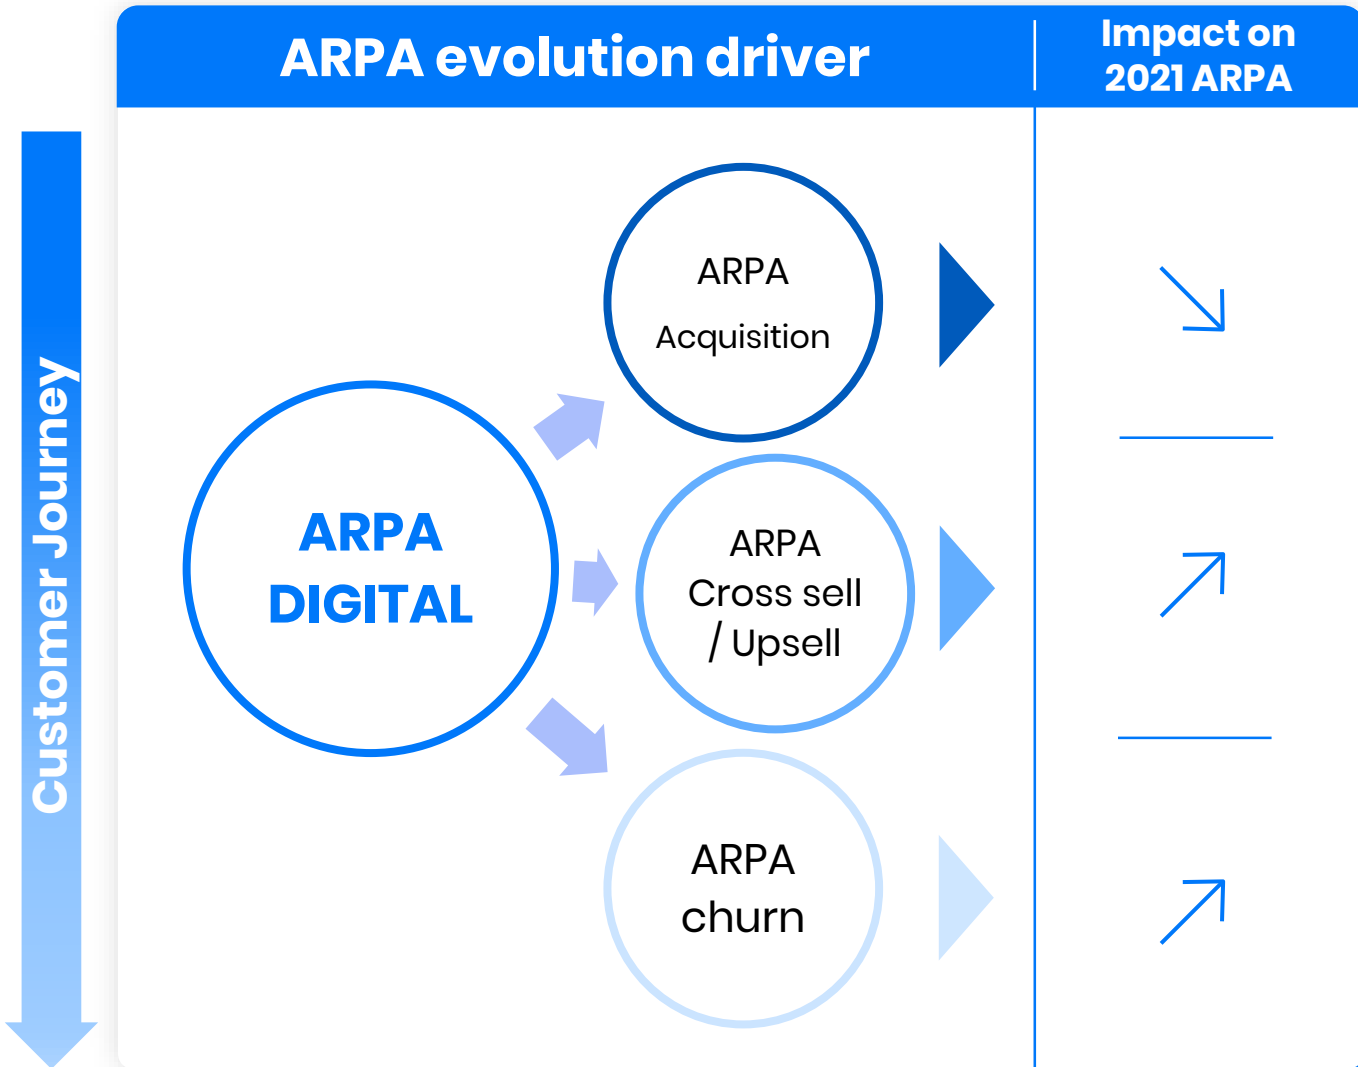 ARPA evolution driver
Impact on
2021 ARPA
Customer Journey
ARPA
DIGITAL
ARPA
Acquisition
ARPA
Cross sell
/ Upsell
ARPA
churn